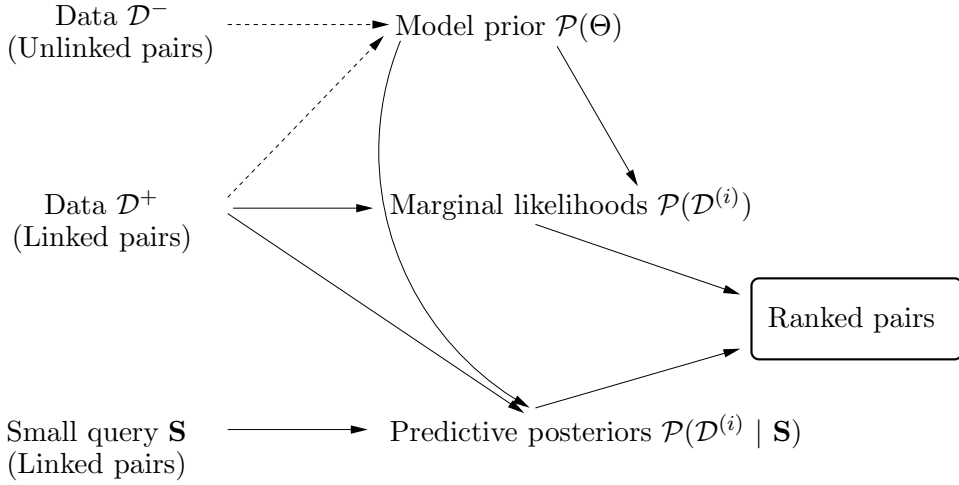 Data 𝒟⁻
(Unlinked pairs)
Model prior 𝒫(Θ)
Data 𝒟⁺
(Linked pairs)
Marginal likelihoods 𝒫(𝒟⁽ⁱ⁾)
Ranked pairs
Small query 𝐒
(Linked pairs)
Predictive posteriors 𝒫(𝒟⁽ⁱ⁾ | 𝐒)